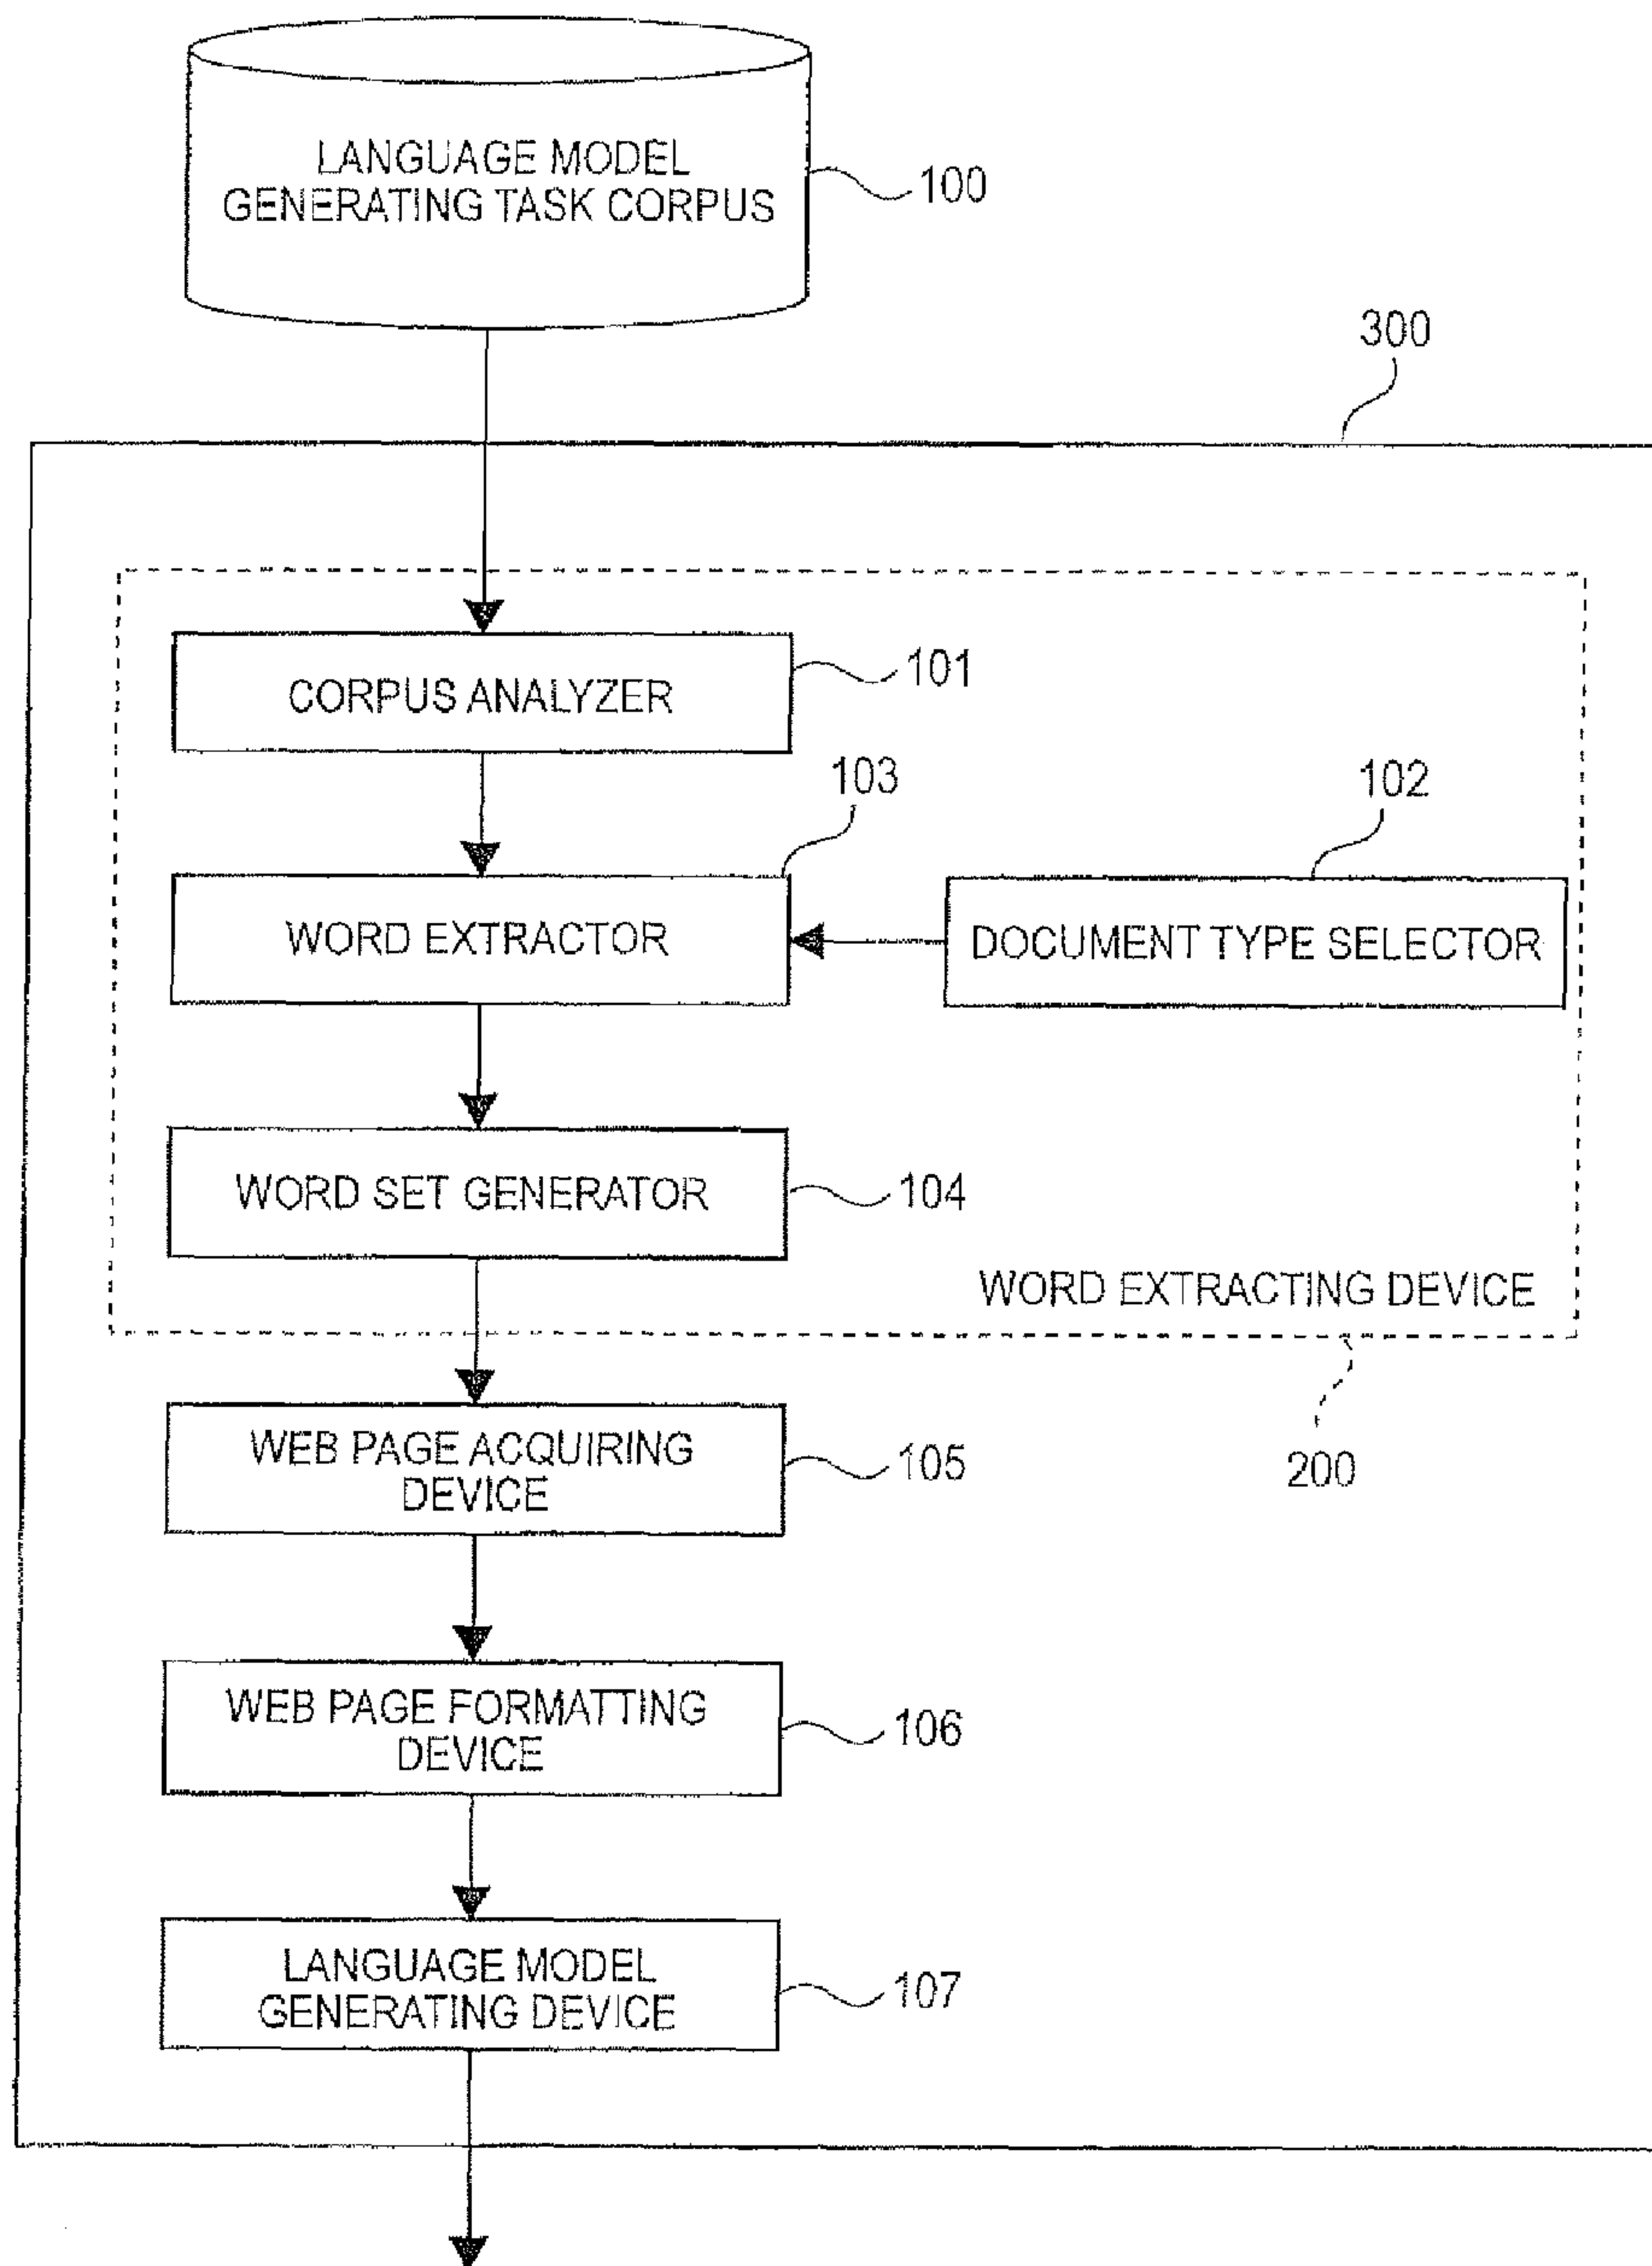 LANGUAGE MODEL
GENERATING TASK CORPUS
100
300
CORPUS ANALYZER
101
103
102
WORD EXTRACTOR
DOCUMENT TYPE SELECTOR
WORD SET GENERATOR
104
WORD EXTRACTING DEVICE
200
WEB PAGE ACQUIRING
DEVICE
105
WEB PAGE FORMATTING
DEVICE
106
LANGUAGE MODEL
GENERATING DEVICE
107